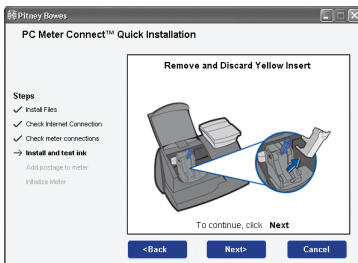 Pitney Bowes
PC Meter Connect™ Quick Installation
Remove and Discard Yellow Insert
Steps
Install Files
Check Internet Connection
Check meter connections
Install and test ink
Add postage to meter
Initialize Meter
To continue, click Next
<Back Next> Cancel